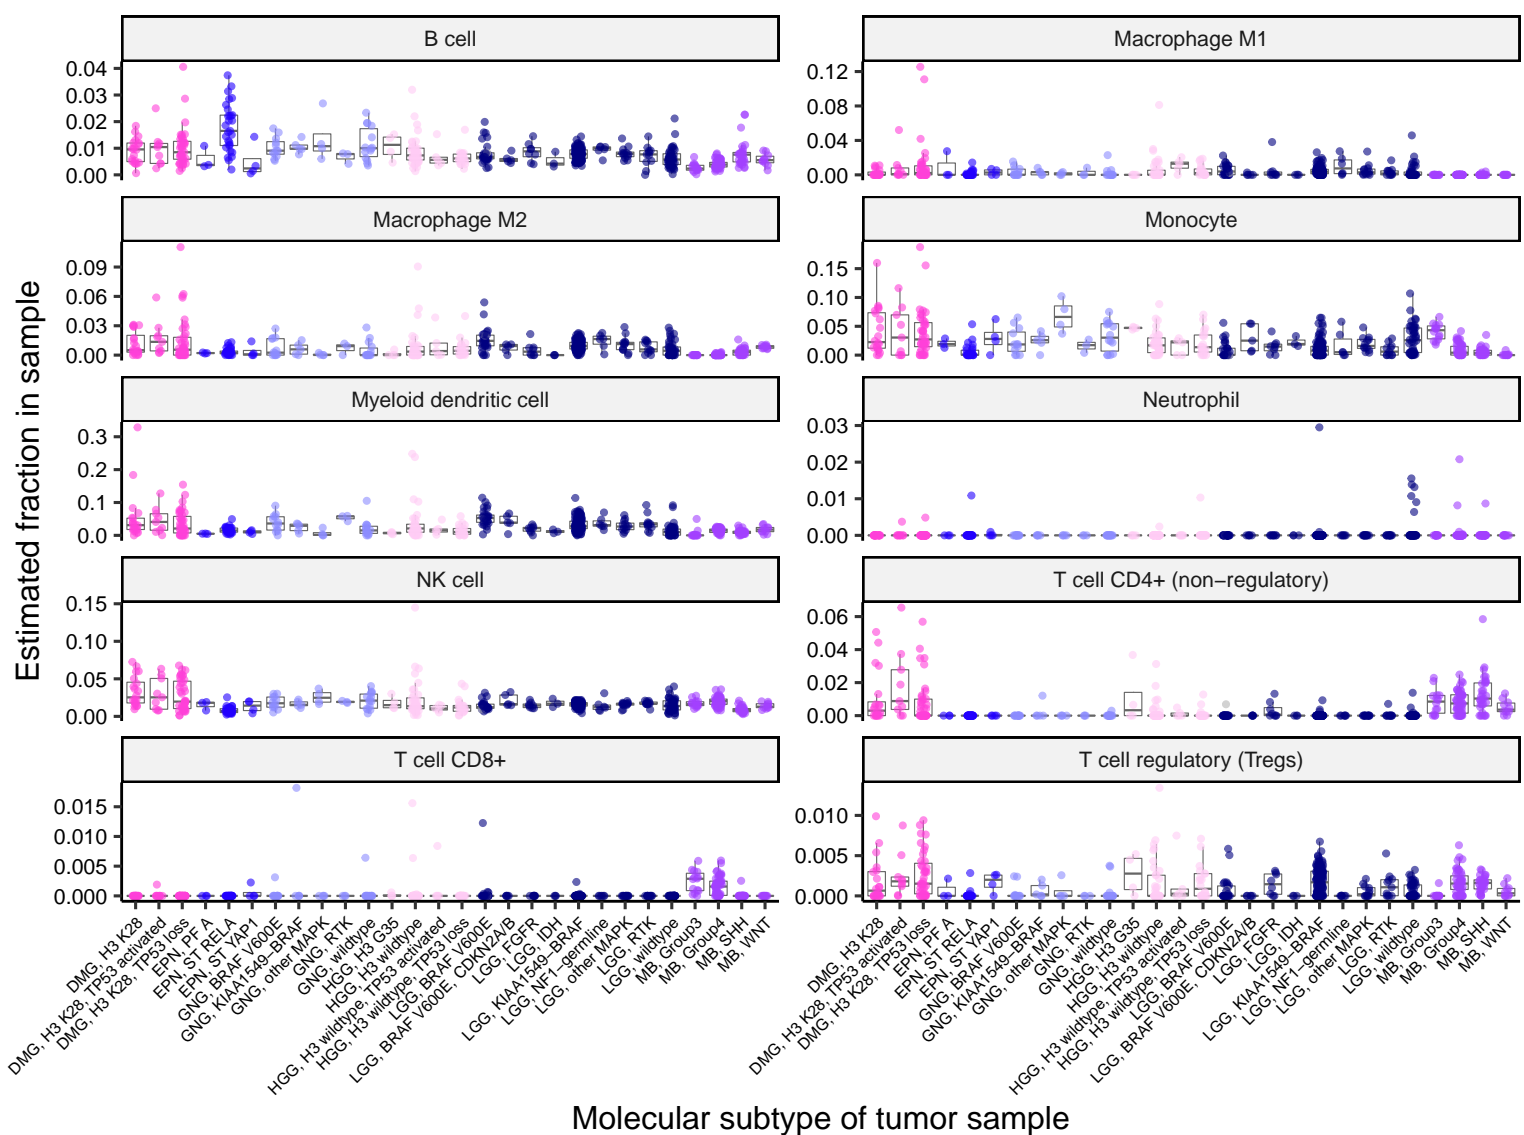 B cell
Macrophage M1
0.04
0.03
0.02
0.01
0.00
0.12
0.08
0.04
0.00
Macrophage M2
Monocyte
0.09
0.06
0.03
0.00
0.15
0.10
0.05
0.00
Myeloid dendritic cell
Neutrophil
0.3
0.2
0.1
0.0
0.03
0.02
0.01
0.00
NK cell
T cell CD4+ (non−regulatory)
0.15
0.10
0.05
0.00
0.06
0.04
0.02
0.00
T cell CD8+
T cell regulatory (Tregs)
0.015
0.010
0.005
0.000
0.010
0.005
0.000
Estimated fraction in sample
DMG, H3 K28
DMG, H3 K28, TP53 activated
DMG, H3 K28, TP53 loss
EPN, PF A
EPN, ST RELA
EPN, ST YAP1
GNG, BRAF V600E
GNG, KIAA1549−BRAF
GNG, other MAPK
GNG, RTK
GNG, wildtype
HGG, H3 G35
HGG, H3 wildtype
HGG, H3 wildtype, TP53 activated
HGG, H3 wildtype, TP53 loss
LGG, BRAF V600E
LGG, BRAF V600E, CDKN2A/B
LGG, FGFR
LGG, IDH
LGG, KIAA1549−BRAF
LGG, NF1−germline
LGG, other MAPK
LGG, RTK
LGG, wildtype
MB, Group3
MB, Group4
MB, SHH
MB, WNT
DMG, H3 K28
DMG, H3 K28, TP53 activated
DMG, H3 K28, TP53 loss
EPN, PF A
EPN, ST RELA
EPN, ST YAP1
GNG, BRAF V600E
GNG, KIAA1549−BRAF
GNG, other MAPK
GNG, RTK
GNG, wildtype
HGG, H3 G35
HGG, H3 wildtype
HGG, H3 wildtype, TP53 activated
HGG, H3 wildtype, TP53 loss
LGG, BRAF V600E
LGG, BRAF V600E, CDKN2A/B
LGG, FGFR
LGG, IDH
LGG, KIAA1549−BRAF
LGG, NF1−germline
LGG, other MAPK
LGG, RTK
LGG, wildtype
MB, Group3
MB, Group4
MB, SHH
MB, WNT
Molecular subtype of tumor sample